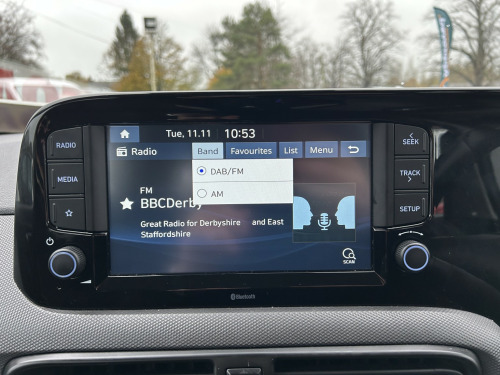 Tue, 11.11 10:53
RADIO
Radio Band Favourites List Menu
SEEK
DAB/FM
MEDIA
TRACK
FM
AM
BBCDerby
SETUP
Great Radio for Derbyshire and East
Staffordshire
SCAN
Bluetooth